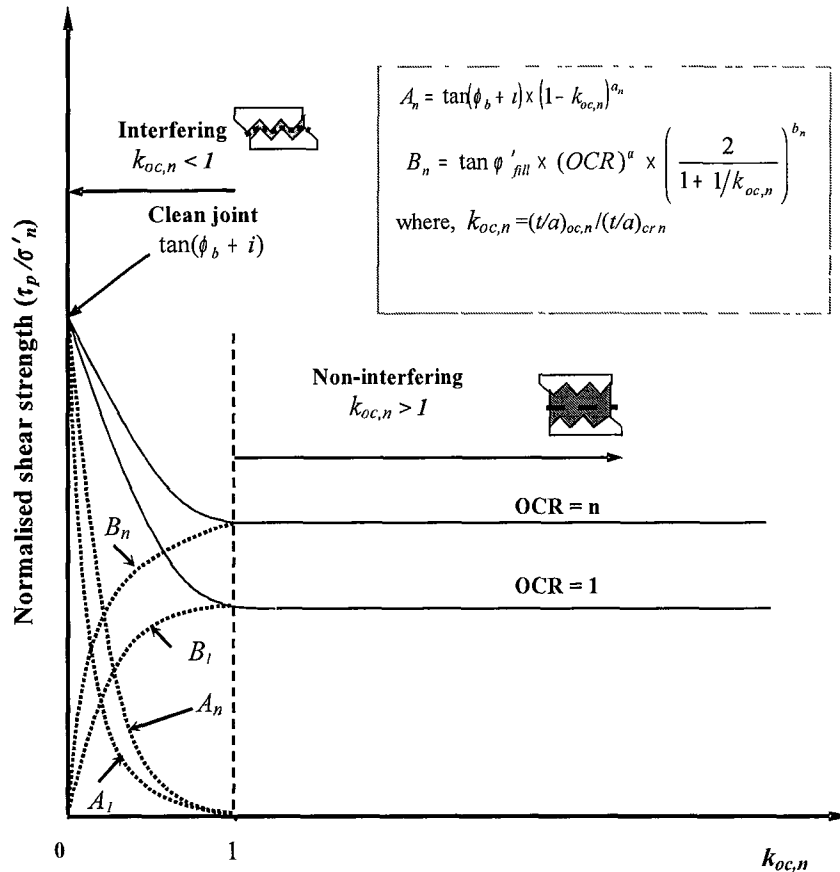 Normalised shear strength (τp/σ′n)
Interfering
k_oc,n < 1
Clean joint
tan(ϕ_b + i)
A_n = tan(ϕ_b + ι) × (1 - k_oc,n)^a_n
B_n = tan φ′_fill × (OCR)^α × (2 / (1 + 1/k_oc,n))^b_n
where, k_oc,n =(t/a)_oc,n/(t/a)_cr n
Non-interfering
k_oc,n > 1
OCR = n
OCR = 1
B_n
B_1
A_n
A_1
0
1
k_oc,n